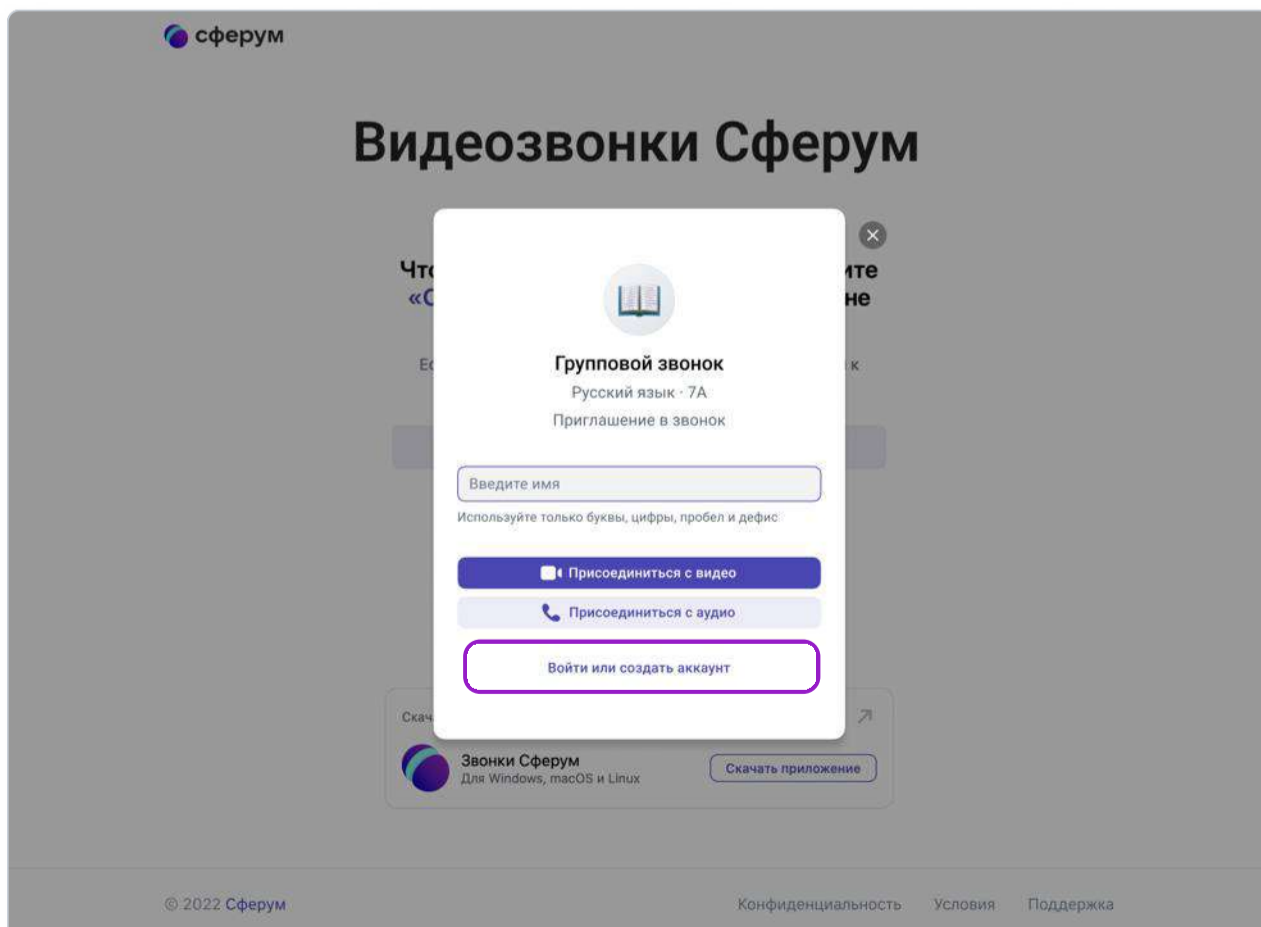 сферум
Видеозвонки Сферум
Групповой звонок
Русский язык · 7А
Приглашение в звонок
Введите имя
Используйте только буквы, цифры, пробел и дефис
Присоединиться с видео
Присоединиться с аудио
Войти или создать аккаунт
Звонки Сферум
Для Windows, macOS и Linux
Скачать приложение
© 2022 Сферум
Конфиденциальность Условия Поддержка